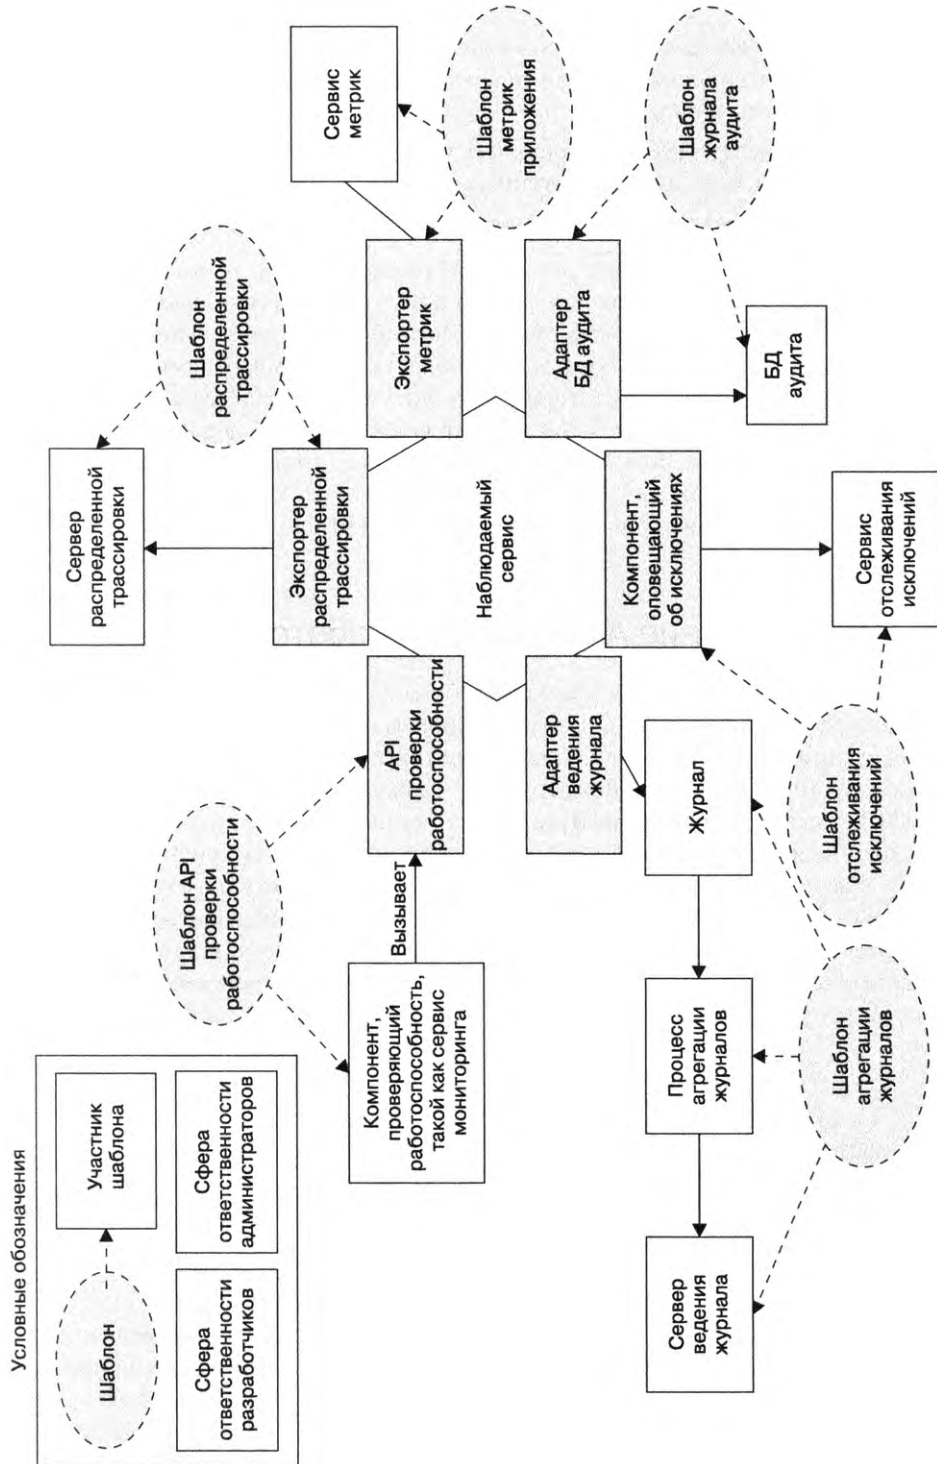 Условные обозначения
Шаблон
Участник
шаблона
Сфера
ответственности
разработчиков
Сфера
ответственности
администраторов
Шаблон API
проверки
работоспособности
Компонент,
проверяющий
работоспособность,
такой как сервис
мониторинга
Вызывает
API
проверки
работоспособности
Сервер
распределенной
трассировки
Шаблон
распределенной
трассировки
Экспортер
распределенной
трассировки
Сервис
метрик
Экспортер
метрик
Шаблон
метрик
приложения
Наблюдаемый
сервис
Адаптер
ведения
журнала
Компонент,
оповещающий
об исключениях
Адаптер
БД аудита
Шаблон
журнала
аудита
БД
аудита
Сервер
ведения
журнала
Процесс
агрегации
журналов
Журнал
Шаблон
агрегации
журналов
Шаблон
отслеживания
исключений
Сервис
отслеживания
исключений